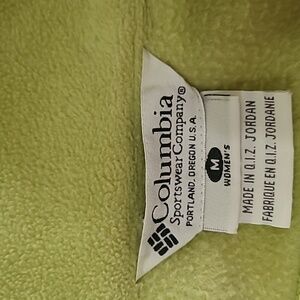 Columbia
Sportswear Company®
PORTLAND, OREGON U.S.A.
M
WOMEN'S
MADE IN Q.I.Z. JORDAN
FABRIQUE EN Q.I.Z. JORDANIE